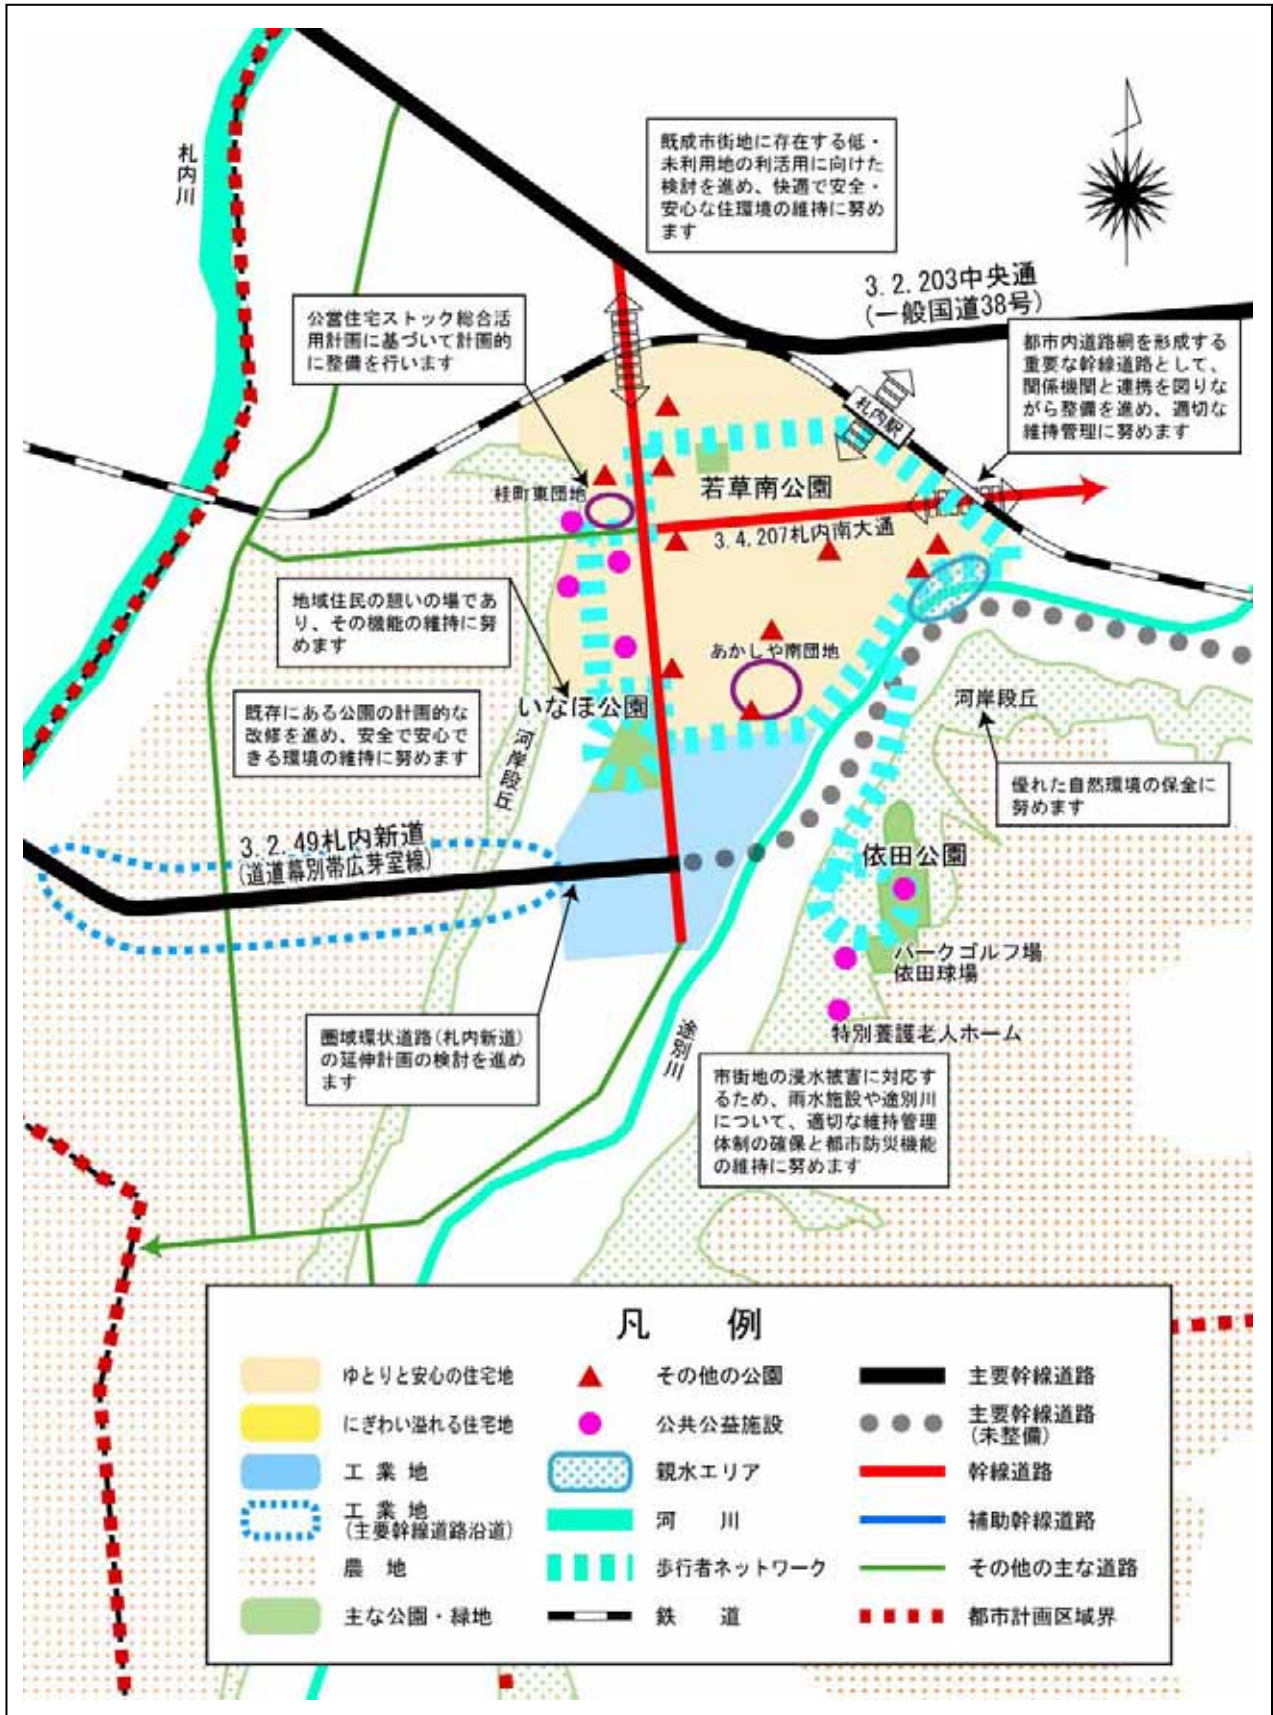 札内川
既成市街地に存在する低・
未利用地の利活用に向けた
検討を進め、快適で安全・
安心な住環境の維持に努め
ます
3.2.203中央通
(一般国道38号)
公営住宅ストック総合活
用計画に基づいて計画的
に整備を行います
都市内道路網を形成する
重要な幹線道路として、
関係機関と連携を図りな
がら整備を進め、適切な
維持管理に努めます
札内駅
桂町東団地
若草南公園
3.4.207札内南大通
地域住民の憩いの場であ
り、その機能の維持に努
めます
あかしや南団地
いなほ公園
河岸段丘
河岸段丘
既存にある公園の計画的な
改修を進め、安全で安心で
きる環境の維持に努めます
優れた自然環境の保全に
努めます
3.2.49札内新道
(道道幕別帯広芽室線)
依田公園
パークゴルフ場
依田球場
特別養護老人ホーム
圏域環状道路(札内新道)
の延伸計画の検討を進め
ます
途別川
市街地の浸水被害に対応す
るため、雨水施設や途別川
について、適切な維持管理
体制の確保と都市防災機能
の維持に努めます
凡 例
ゆとりと安心の住宅地
にぎわい溢れる住宅地
工業地
工業地
(主要幹線道路沿道)
農地
主な公園・緑地
その他の公園
公共公益施設
親水エリア
河川
歩行者ネットワーク
鉄道
主要幹線道路
主要幹線道路
(未整備)
幹線道路
補助幹線道路
その他の主な道路
都市計画区域界